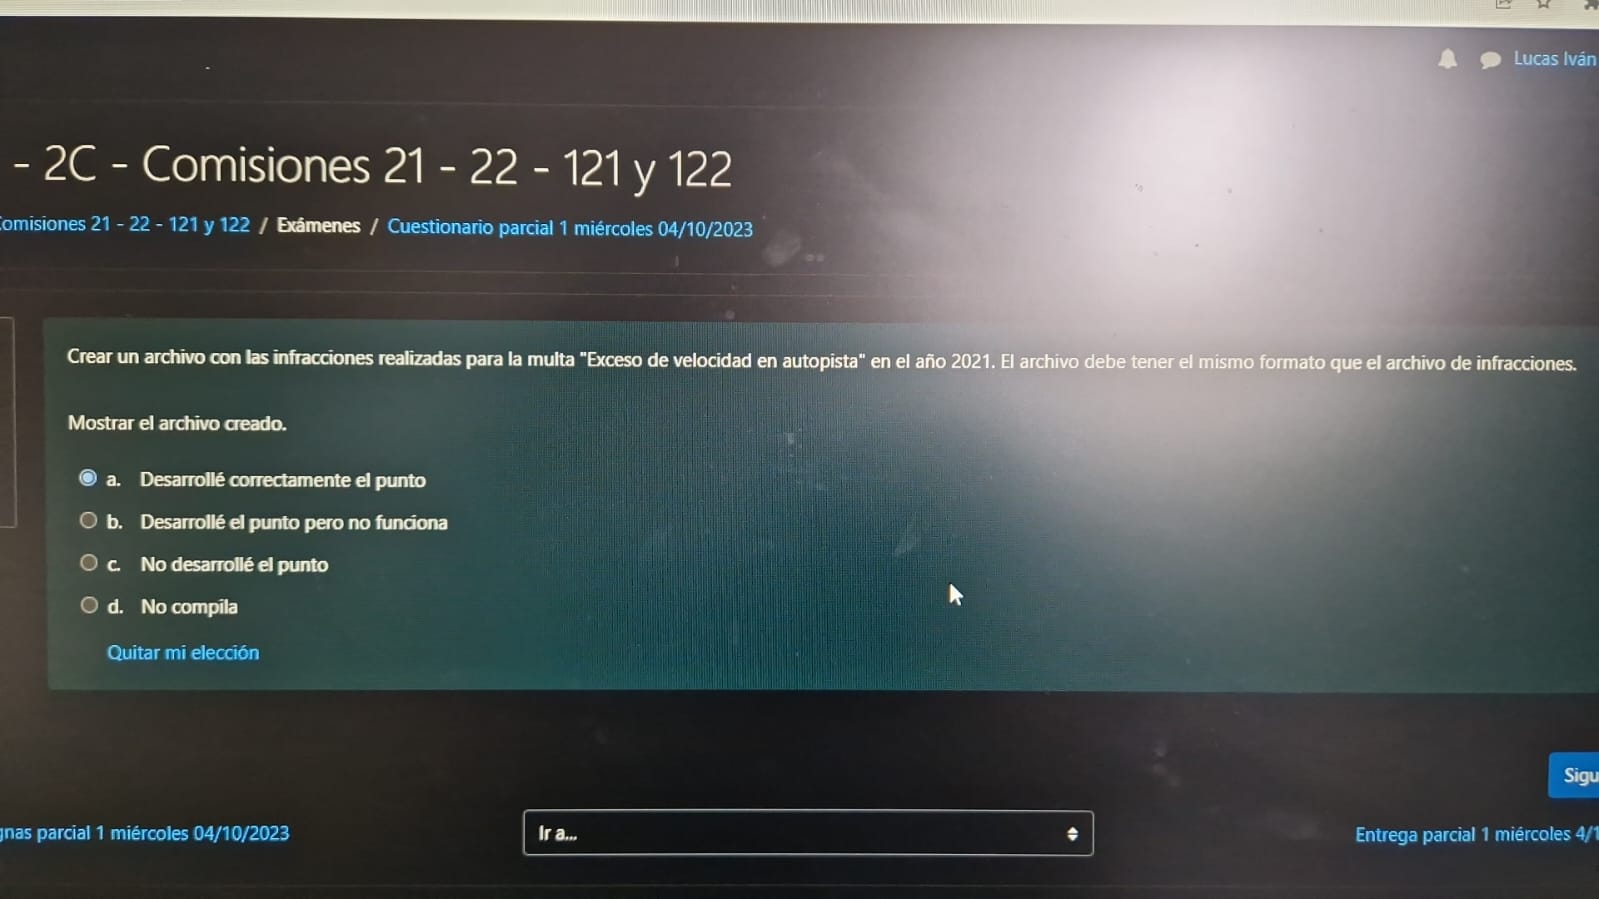 Lucas Iván
- 2C - Comisiones 21 - 22 - 121 y 122
omisiones 21 - 22 - 121 y 122 / Exámenes / Cuestionario parcial 1 miércoles 04/10/2023
Crear un archivo con las infracciones realizadas para la multa "Exceso de velocidad en autopista" en el año 2021. El archivo debe tener el mismo formato que el archivo de infracciones.
Mostrar el archivo creado.
a. Desarrollé correctamente el punto
b. Desarrollé el punto pero no funciona
c. No desarrollé el punto
d. No compila
Quitar mi elección
Sigu
gnas parcial 1 miércoles 04/10/2023
Ir a...
Entrega parcial 1 miércoles 4/1